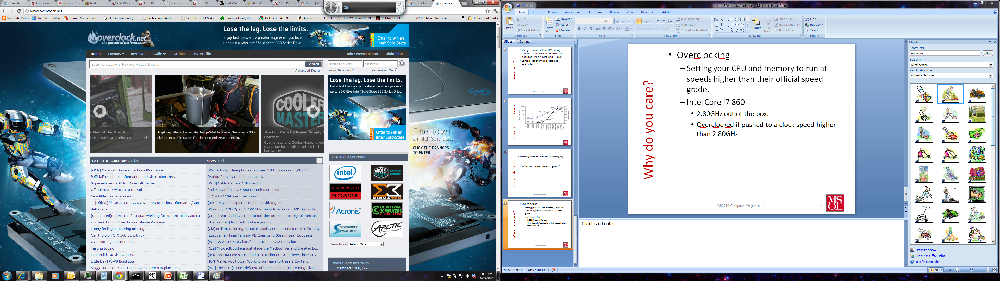 [beaglebo
Employee
Bank of A
ford fusion
Get 20% C
Ford Parts
Ford Fusio
Ford Wind
Ford Wash
2006 Wind
Auto Parts
fusion | eB
Off
Ohm's La
Overclock
www.overclock.net
Suggested Sites
Web Slice Gallery
Church Sound Syste...
LXR linux/include/li...
Professional Audio ...
Scott R. Riedel & As...
Basement wall, floor...
TV One 1T-AP-216 ...
Amazon.com: The D...
Buy "Westworld" (19...
PcMus Tips: How to...
PolitiFact Wisconsin...
Other bookmarks
overclock.net
the pursuit of performance
Lose the lag. Lose the limits.
Enjoy fast loads and a greater edge when you level
up to a 6.0 Gb/s Intel® Solid-State 330 Series Drive.
Enter to win an
Intel® Solid-State
Home Forums Reviews Gallery Articles My Profile
Join Overclock.net Rigbuilder
Search Discussions, Reviews, Articles, & more!
Search
Advanced Search
username or email
password
Forgot Password?
Remember Me
s Mod of the Month
inning build Operation Freedom! His
TopDog Wins Formula JiggaWatts Race Season 2012
Living up to his name for the second year running.
COOLER
MASTER
The Load 'em Up Power Supply
Contest
Cash prizes and Cooler Master prod
exchange for a skillful torture test of
hardware!!
Lose the lag. Lose the limits.
Enjoy fast loads and a greater edge when you level
up to a 6.0 Gb/s Intel® Solid-State 330 Series Drive.
Enter to win an
Intel® Solid-State
intel
Enter to win
an Intel® Solid-State
CLICK THE BANNERS
TO ENTER
LATEST DISCUSSIONS › live
[OCN] Minecraft Survival Factions PVP Server
[Official] Diablo III Information and Discussion Thread
Super-efficient PSU for Minecraft Server
Official NZXT Switch 810 thread
New MB= new Processor
**[Official]** GIGABYTE Z77X Owners/Discussion/Information/Sup...
delta fans
[Sponsored]Project Thief - a dual wielding full watercooled CaseLa...
~~The GTX 670 Overclocking Master-Guide~~
Funny feeling something missing...
Can't fold on GTX 560 SE with v7
Overclocking..... I need help
Testing tubing.
First Build - Advice wanted
Little Devil Pc-V8 Build Log
Suggestions on XSPC Dual Bay Pump/Res Replacement
NEWS › all
[PN] Dubstep Headphones: Pioneer STEEZ Released. (VIDEO)
[Various]7970 GHz Edition Reviews
[WSJ]Diablo Gamers 1 Blizzard 0
[TT] MSI Geforce GTX 680 Lightning Spotted
[TR] A GK110-based GeForce?
[BBC] Player 'completes' Diablo III video game
[Phoronix] AMD OpenCL APP SDK Beats Intel's Own SDK On Ivy Bri...
[GP] Blizzard Adds 72-Hour Restriction on Diablo III Digital Purchas...
[thenextweb] Microsoft Surface pricing
[Giz] Brilliant Spinning Heatsink Cools CPUs 30 Times More Efficiently
[Eurogamer] Final Fantasy VII Coming To Steam, Leak Suggests
[VC] EVGA GTX 680 Classified Reaches 2GHz GPU Clock
[GIZ] Microsoft Surface Just Made the MacBook Air and the iPad Lo...
[BSN] NVIDIA Loses Face and a 10 Million PC Order over Linux Driv...
[IGN] Valve, Adult Swim Working on Team Fortress 2 Content
[PCI] The UFC (French defense of the consumers) is tearing Blizza...
FEATURED SPONSORS
intel
COOLER MASTER VISIT OUR FORUM
GUNNAR
VISIT OUR FORUM
XIGMATEK
Acronis
CENTRAL COMPUTERS
THE TECH STORE
SIDEWINDER COMPUTERS
ARCTIC
View More
Select One
OVERCLOCK.NET INFO
Members: 268,172
5:01 PM
6/22/2012
Lecture3OhmsLawAndPower - Microsoft PowerPoint
Home Insert Design Animations Slide Show Review View Developer Add-Ins
Paste
Cut
Copy
Format Painter
Clipboard
New Slide
Layout
Reset
Delete
Slides
24
Font
Text Direction
Align Text
Convert to SmartArt
Paragraph
Arrange
Quick Styles
Shape Fill
Shape Outline
Shape Effects
Drawing
Find
Replace
Select
Editing
Slides Outline
8
Demo part 2
• Using a modified SunROM board,
measure the power used to run the
board at 1Mhz, 4 Mhz, and 16 MhZ.
• Sample code for the program is
available.
9
Power and computers
Clock Rate
Power
10
Power Calculation
Power = CapacitiveLoad * Voltage² * ClockFrequency
• What will cause power to go up?
11
Why do you care?
• Overclocking
– Setting your CPU and memory to run at
speeds higher than their official speed
grade.
– Intel Core i7 860
• 2.80GHz out of the box.
• Overclocked if pushed to a clock speed higher
than 2.80GHz
Why do you care?
• Overclocking
– Setting your CPU and memory to run at
speeds higher than their official speed
grade.
– Intel Core i7 860
• 2.80GHz out of the box.
• Overclocked if pushed to a clock speed higher
than 2.80GHz
CS2710 Computer Organization
11
MS
OE
Click to add notes
Clip Art
Search for:
lawnmower
Go
Search in:
All collections
Results should be:
All media file types
Organize clips...
Clip art on Office Online
Tips for finding clips
Slide 11 of 11
"Office Theme"
91%